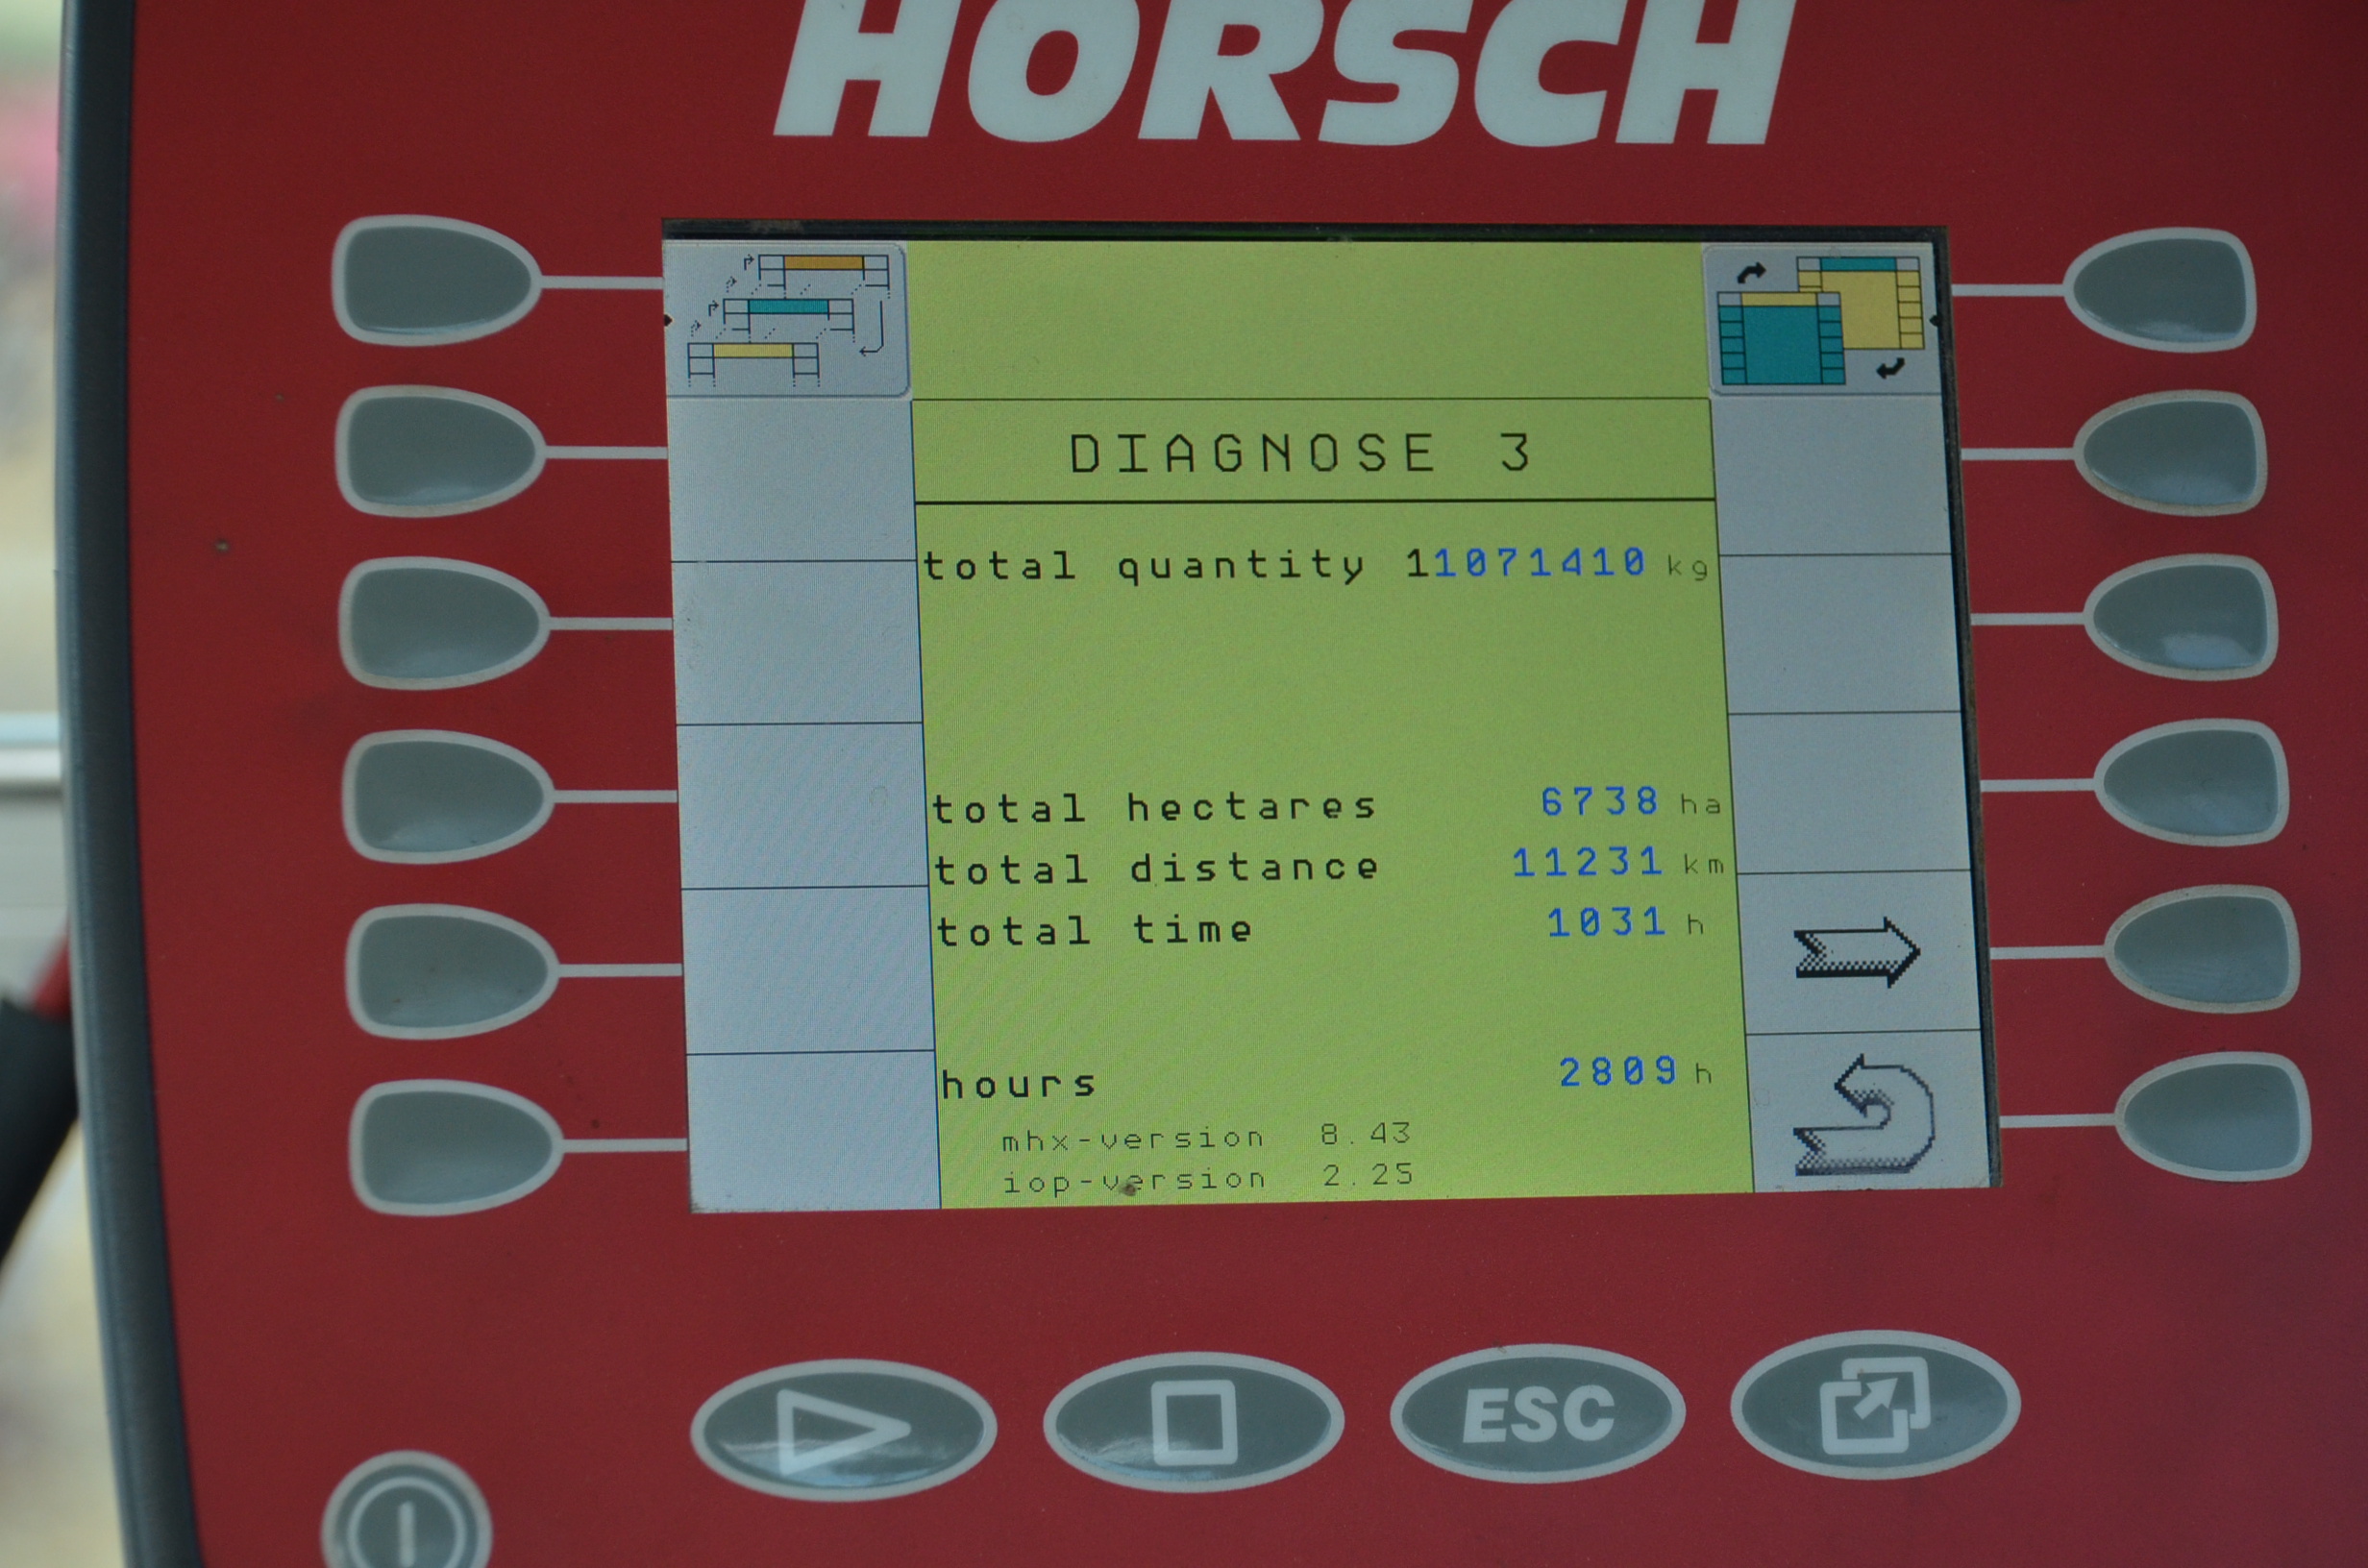 HORSCH
DIAGNOSE 3
total quantity 11071410 kg
total hectares 6738 ha
total distance 11231 km
total time 1031 h
hours 2809 h
mhx-version 8.43
iop-version 2.25
ESC